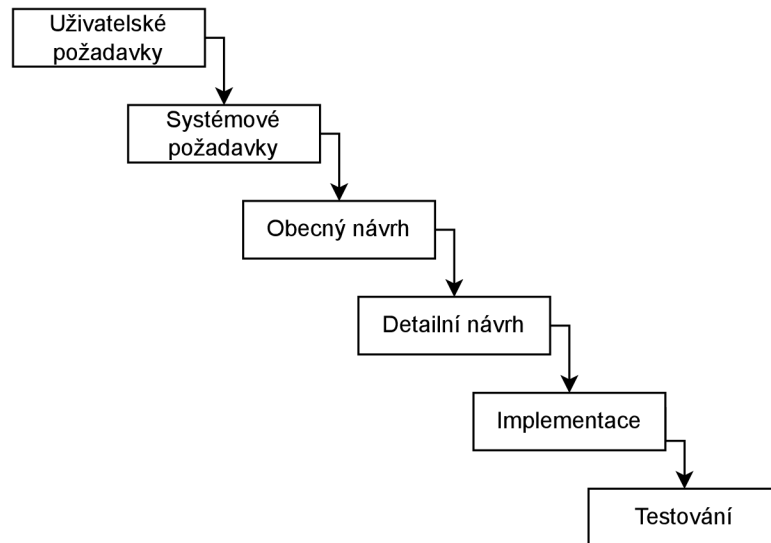 Uživatelské
požadavky
Systémové
požadavky
Obecný návrh
Detailní návrh
Implementace
Testování